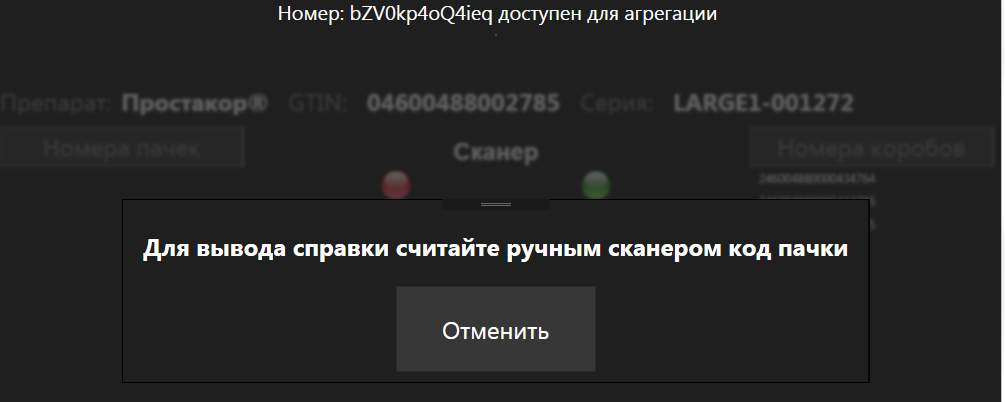 Номер: bZV0kp4oQ4ieq доступен для агрегации
Препарат: Простакор® GTIN: 04600488002785 Серия: LARGE1-001272
Номера пачек Сканер Номера коробов
Для вывода справки считайте ручным сканером код пачки
Отменить